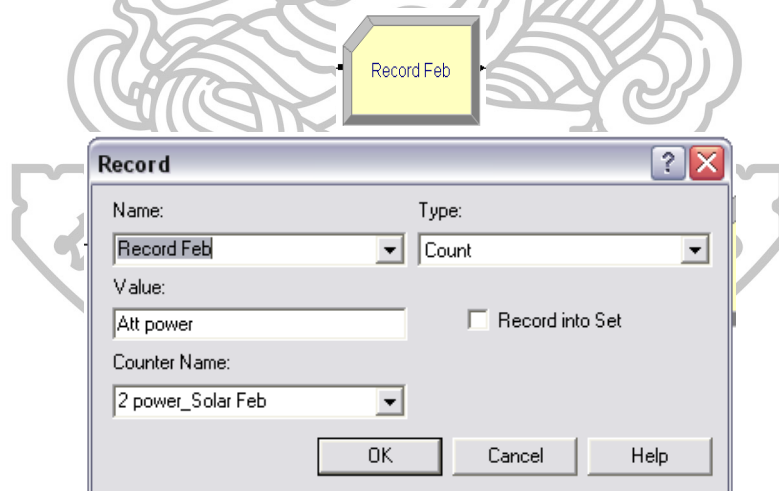 Record Feb
Record
Name: Type:
Record Feb Count
Value:
Att power Record into Set
Counter Name:
2 power_Solar Feb
OK Cancel Help